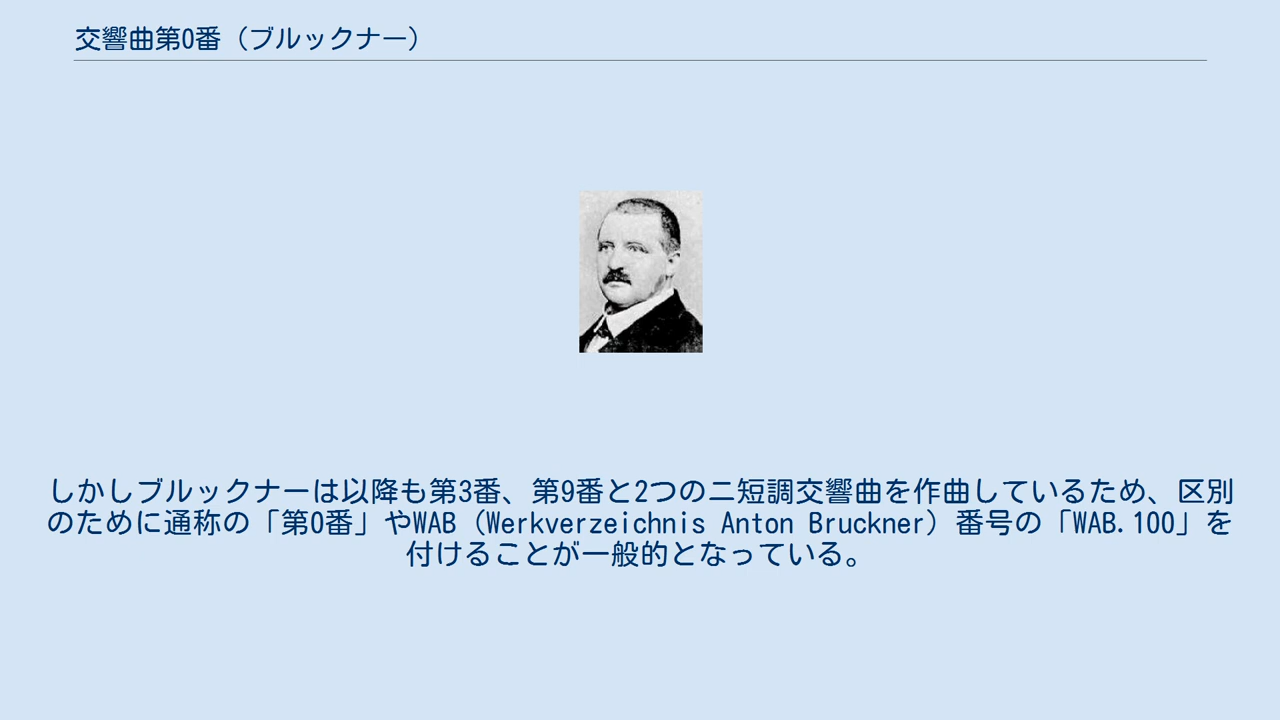 交響曲第0番（ブルックナー）
しかしブルックナーは以降も第3番、第9番と2つのニ短調交響曲を作曲しているため、区別
のために通称の「第0番」やWAB（Werkverzeichnis Anton Bruckner）番号の「WAB.100」を
付けることが一般的となっている。